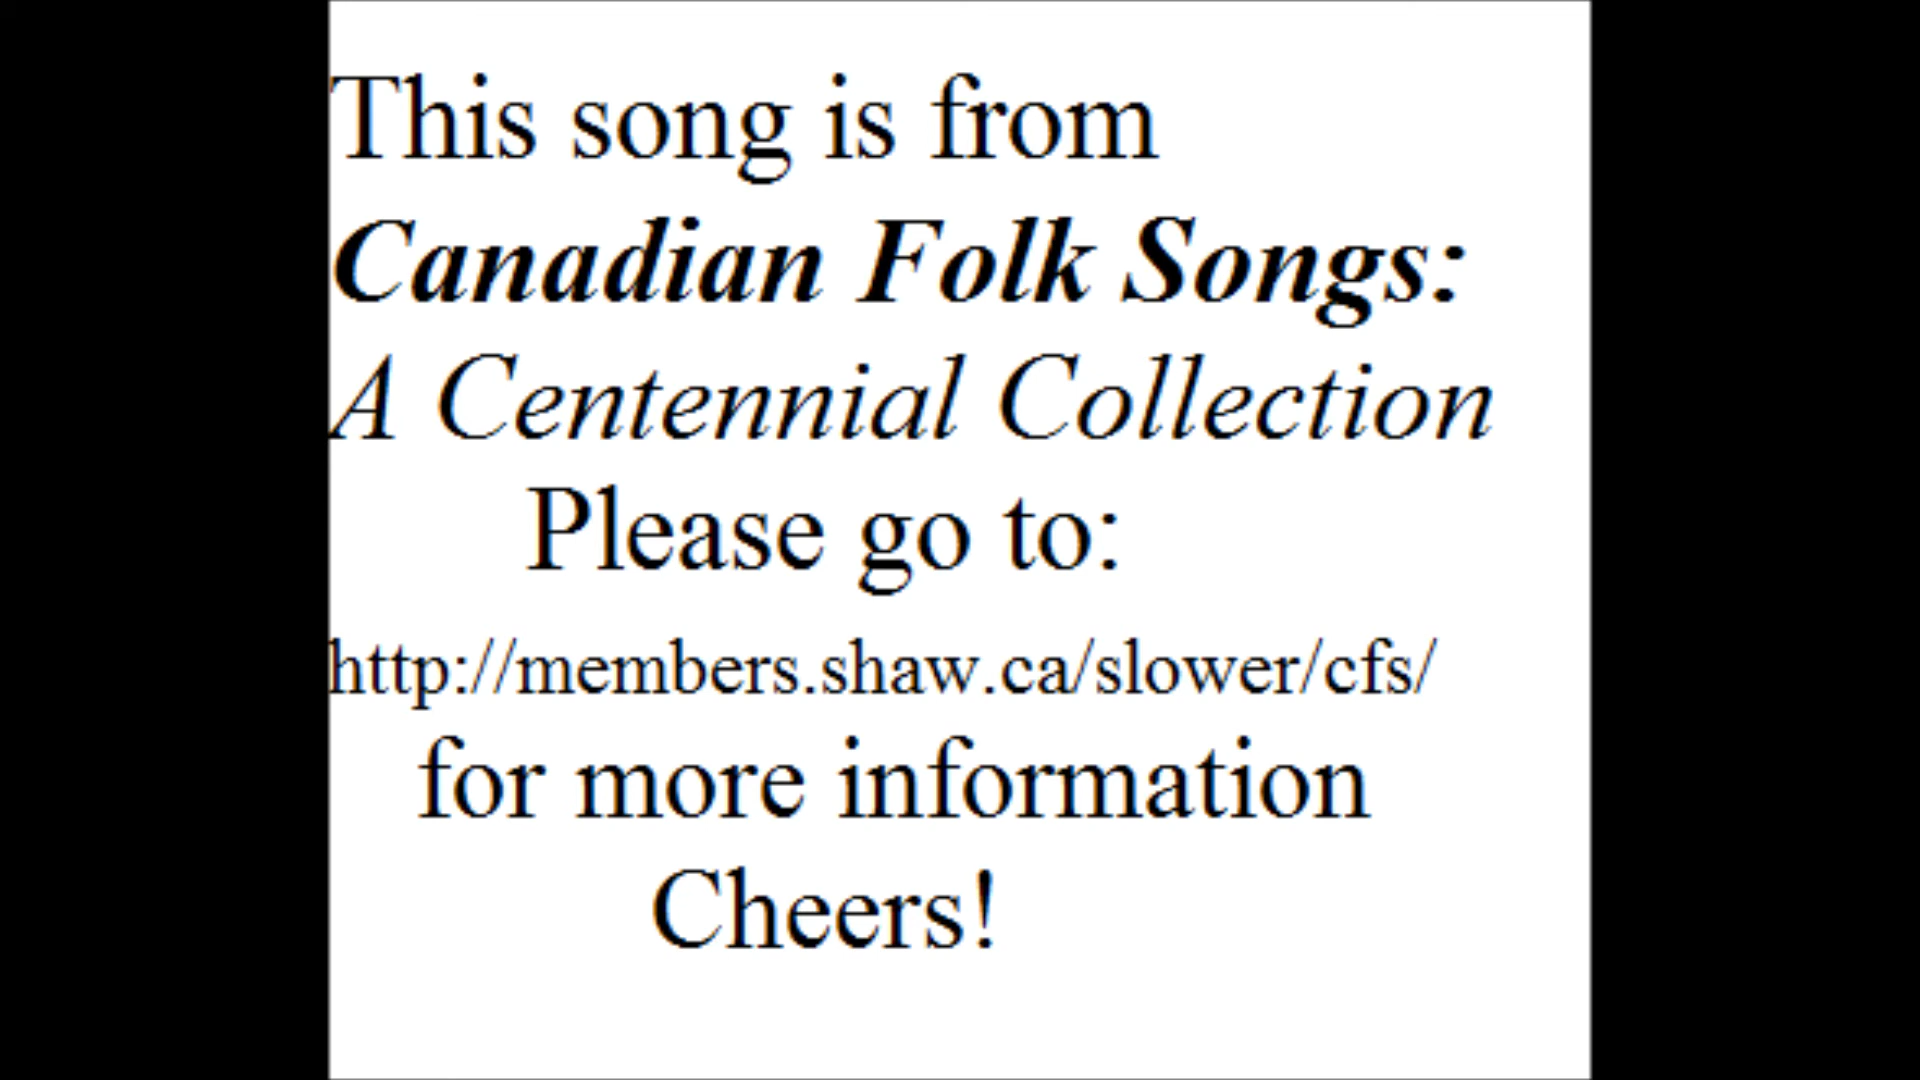 This song is from
Canadian Folk Songs:
A Centennial Collection
Please go to:
http://members.shaw.ca/slower/cfs/
for more information
Cheers!